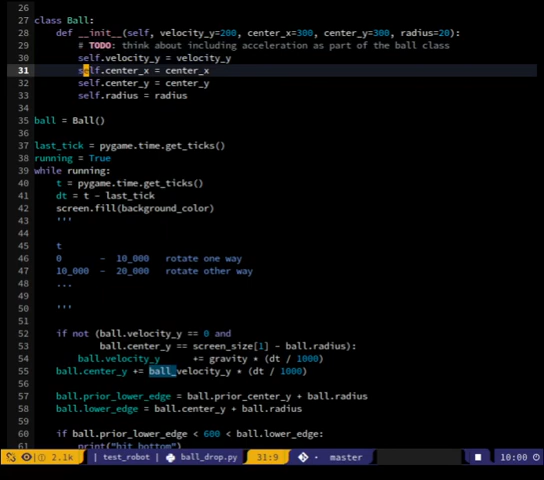 26
27 class Ball:
28     def __init__(self, velocity_y=200, center_x=300, center_y=300, radius=20):
29         # TODO: think about including acceleration as part of the ball class
30         self.velocity_y = velocity_y
31         self.center_x = center_x
32         self.center_y = center_y
33         self.radius = radius
34
35 ball = Ball()
36
37 last_tick = pygame.time.get_ticks()
38 running = True
39 while running:
40     t = pygame.time.get_ticks()
41     dt = t - last_tick
42     screen.fill(background_color)
43     '''
44
45     t
46     0       -  10_000   rotate one way
47     10_000  -  20_000   rotate other way
48     ...
49
50     '''
51
52     if not (ball.velocity_y == 0 and
53             ball.center_y == screen_size[1] - ball.radius):
54         ball.velocity_y      += gravity * (dt / 1000)
55     ball.center_y += ball_velocity_y * (dt / 1000)
56
57     ball.prior_lower_edge = ball.prior_center_y + ball.radius
58     ball.lower_edge = ball.center_y + ball.radius
59
60     if ball.prior_lower_edge < 600 < ball.lower_edge:
61         print("hit bottom")
2.1k | test_robot | ball_drop.py 31:9 master 10:00